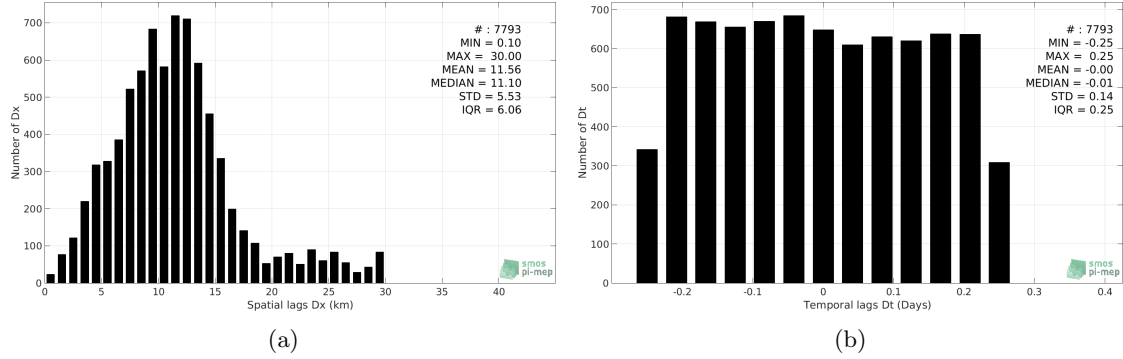 700
600
500
400
300
200
100
0
Number of Dx
# : 7793
MIN = 0.10
MAX = 30.00
MEAN = 11.56
MEDIAN = 11.10
STD = 5.53
IQR = 6.06
smos
pi-mep
0 5 10 15 20 25 30 35 40
Spatial lags Dx (km)
(a)
700
600
500
400
300
200
100
0
Number of Dt
# : 7793
MIN = -0.25
MAX = 0.25
MEAN = -0.00
MEDIAN = -0.01
STD = 0.14
IQR = 0.25
smos
pi-mep
-0.2 -0.1 0 0.1 0.2 0.3 0.4
Temporal lags Dt (Days)
(b)